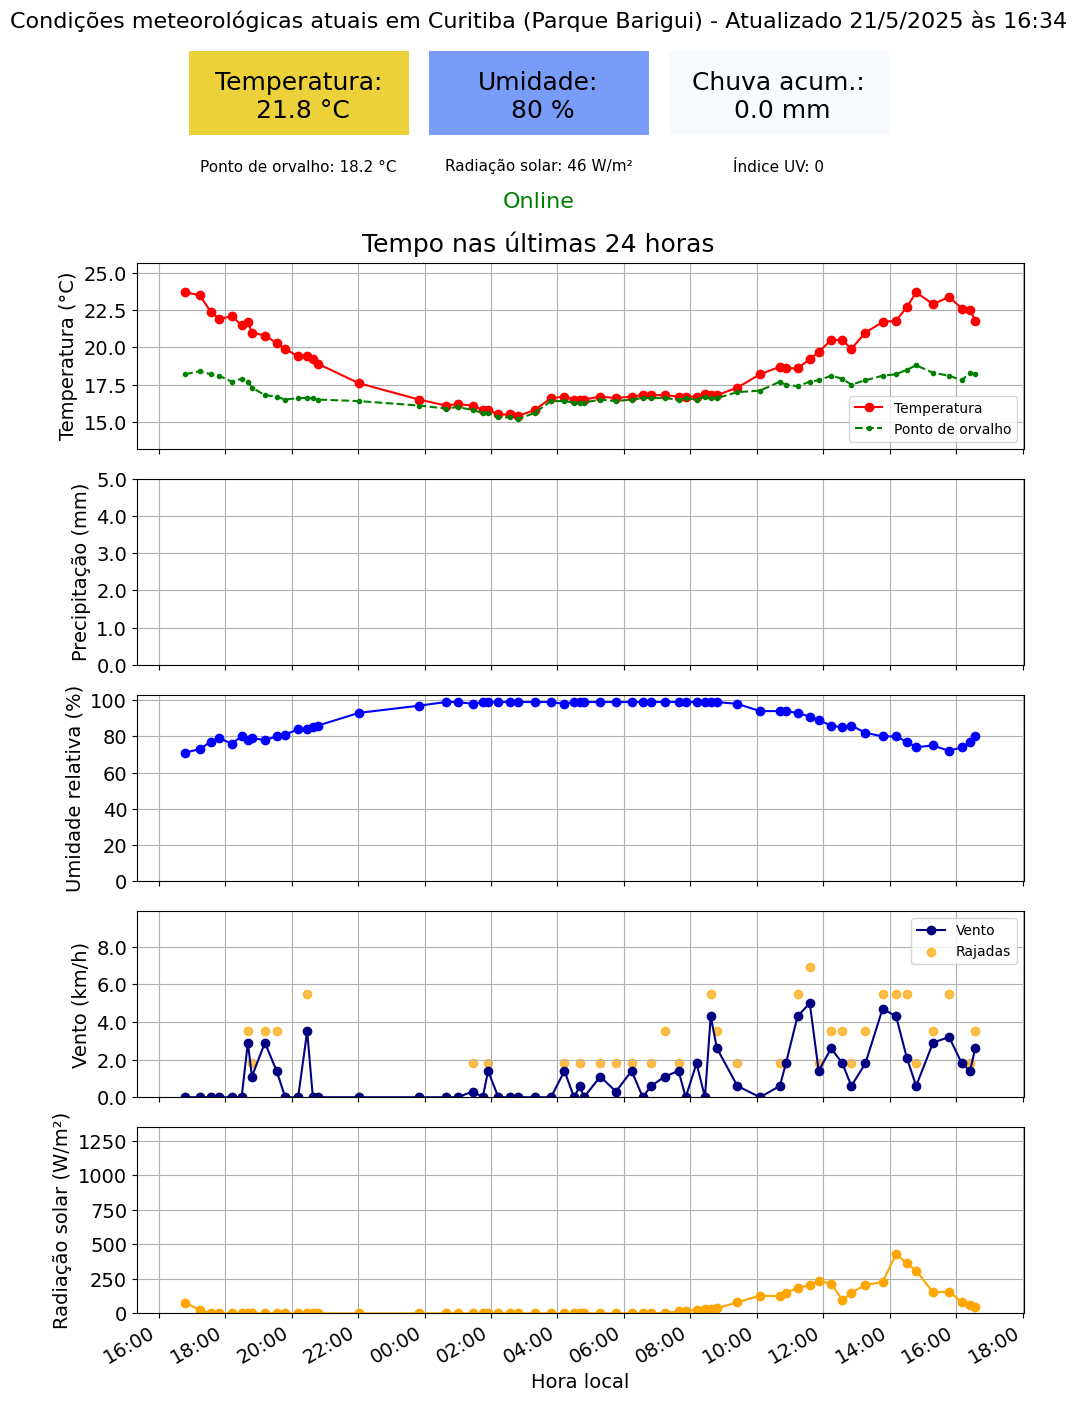 Condições meteorológicas atuais em Curitiba (Parque Barigui) - Atualizado 21/5/2025 às 16:34
Temperatura:
21.8 °C
Umidade:
80 %
Chuva acum.:
0.0 mm
Ponto de orvalho: 18.2 °C
Radiação solar: 46 W/m²
Índice UV: 0
Online
Tempo nas últimas 24 horas
Temperatura (°C)
25.0
22.5
20.0
17.5
15.0
Temperatura
Ponto de orvalho
Precipitação (mm)
5.0
4.0
3.0
2.0
1.0
0.0
Umidade relativa (%)
100
80
60
40
20
0
Vento (km/h)
8.0
6.0
4.0
2.0
0.0
Vento
Rajadas
Radiação solar (W/m²)
1250
1000
750
500
250
0
16:00
18:00
20:00
22:00
00:00
02:00
04:00
06:00
08:00
10:00
12:00
14:00
16:00
18:00
Hora local